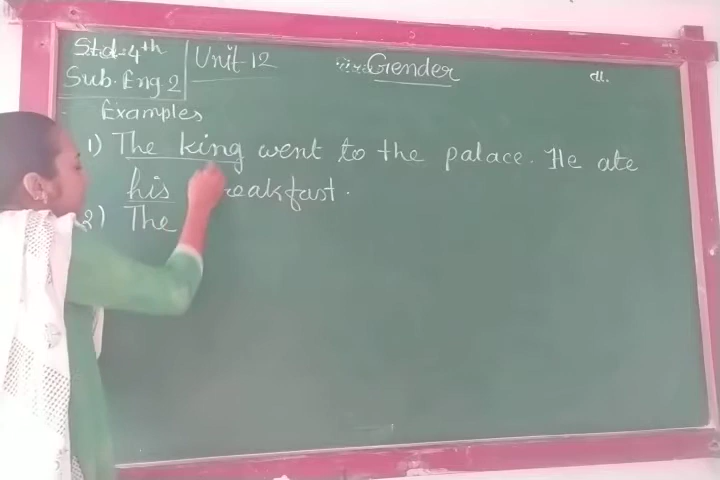 Std. 4th
Sub. Eng 2
Unit-12
Gender
Examples
1) The king went to the palace. He ate
his breakfast.
2) The